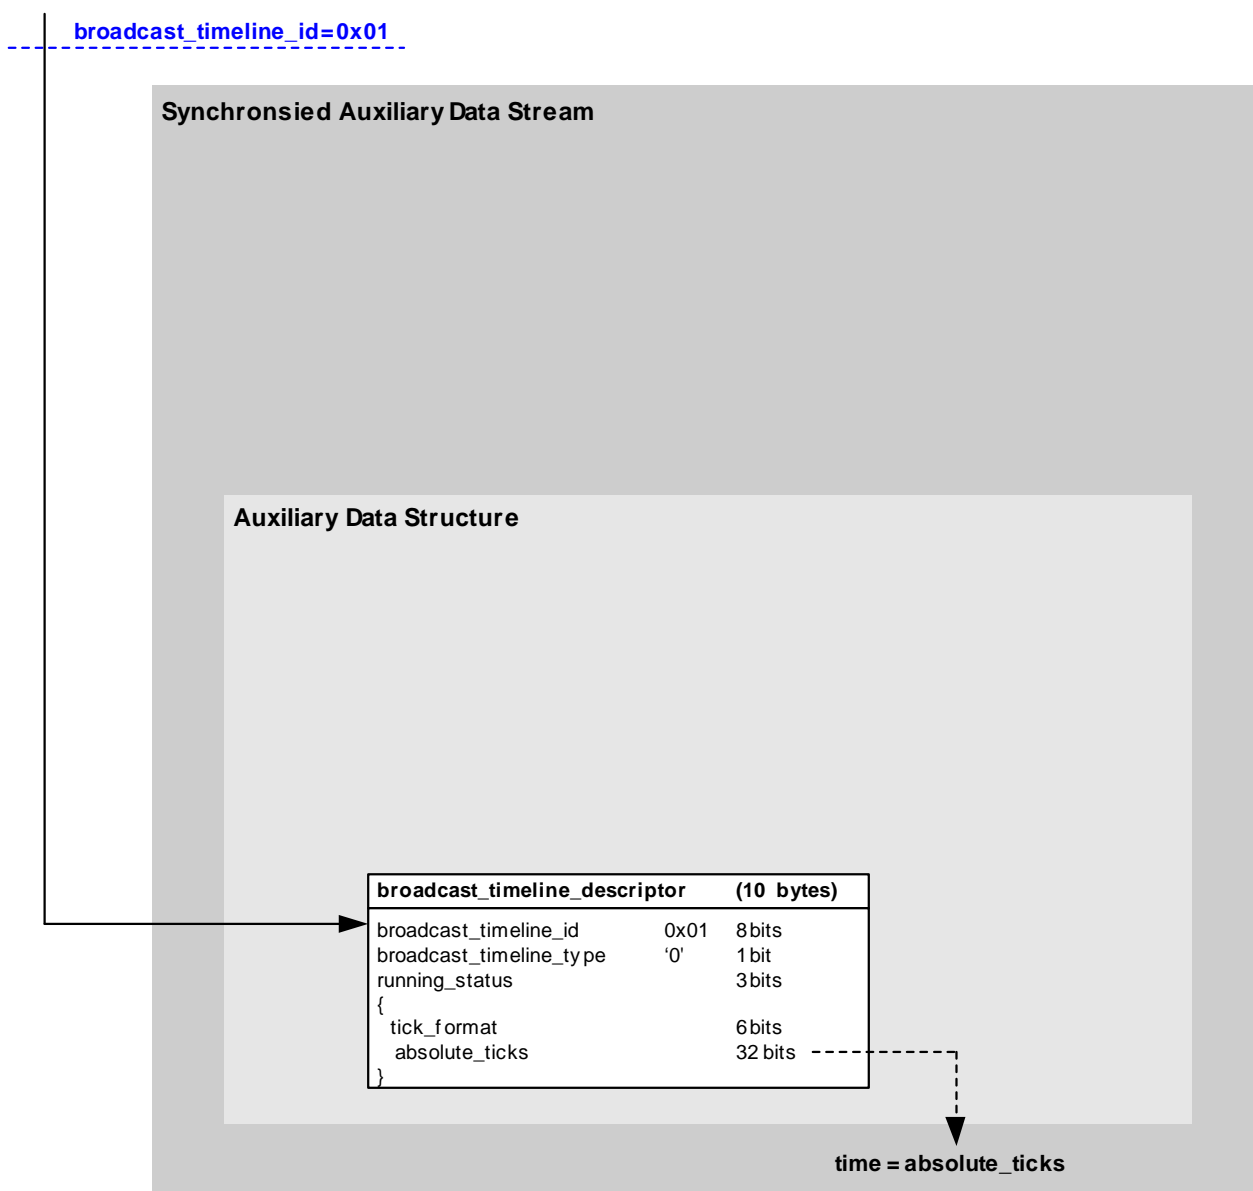 broadcast_timeline_id=0x01
Synchronsied Auxiliary Data Stream
Auxiliary Data Structure
broadcast_timeline_descriptor (10 bytes)
broadcast_timeline_id 0x01 8 bits
broadcast_timeline_type ‘0’ 1 bit
running_status 3 bits
{
tick_format 6 bits
absolute_ticks 32 bits
}
time = absolute_ticks